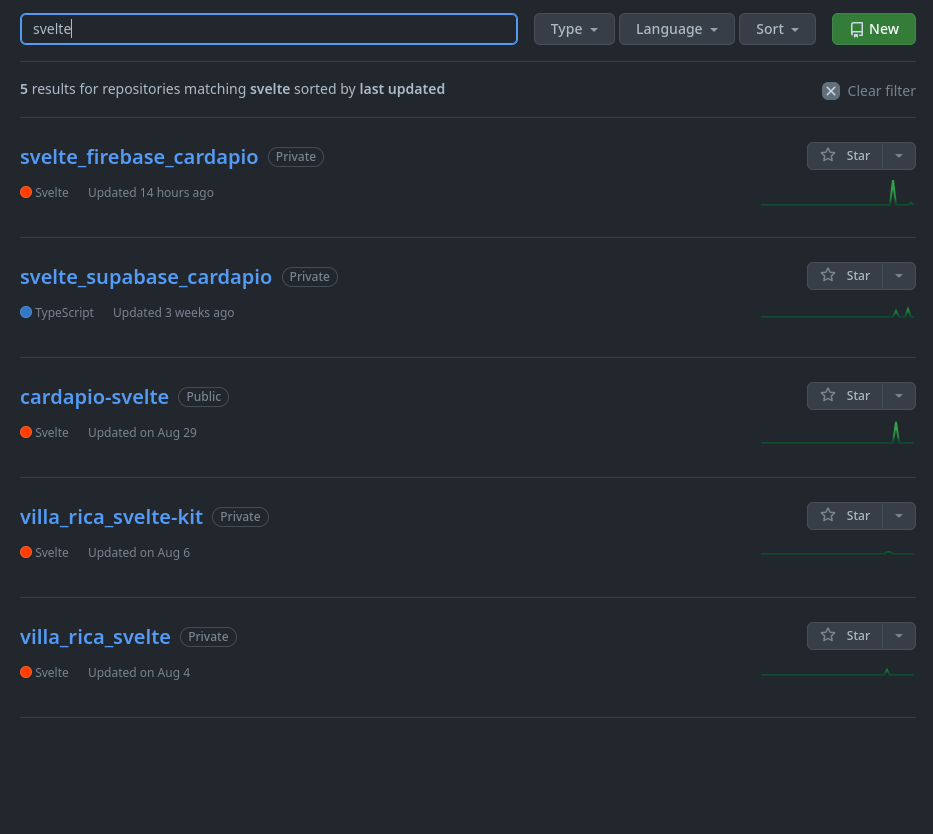 svelte Type Language Sort New
5 results for repositories matching svelte sorted by last updated Clear filter
svelte_firebase_cardapio Private Star
Svelte Updated 14 hours ago
svelte_supabase_cardapio Private Star
TypeScript Updated 3 weeks ago
cardapio-svelte Public Star
Svelte Updated on Aug 29
villa_rica_svelte-kit Private Star
Svelte Updated on Aug 6
villa_rica_svelte Private Star
Svelte Updated on Aug 4